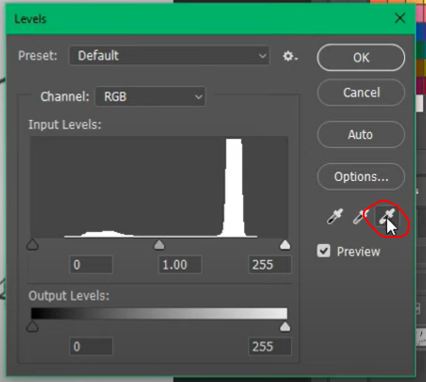 Levels
Preset: Default
OK
Channel: RGB
Cancel
Input Levels:
Auto
Options...
Preview
0 1.00 255
Output Levels:
0 255